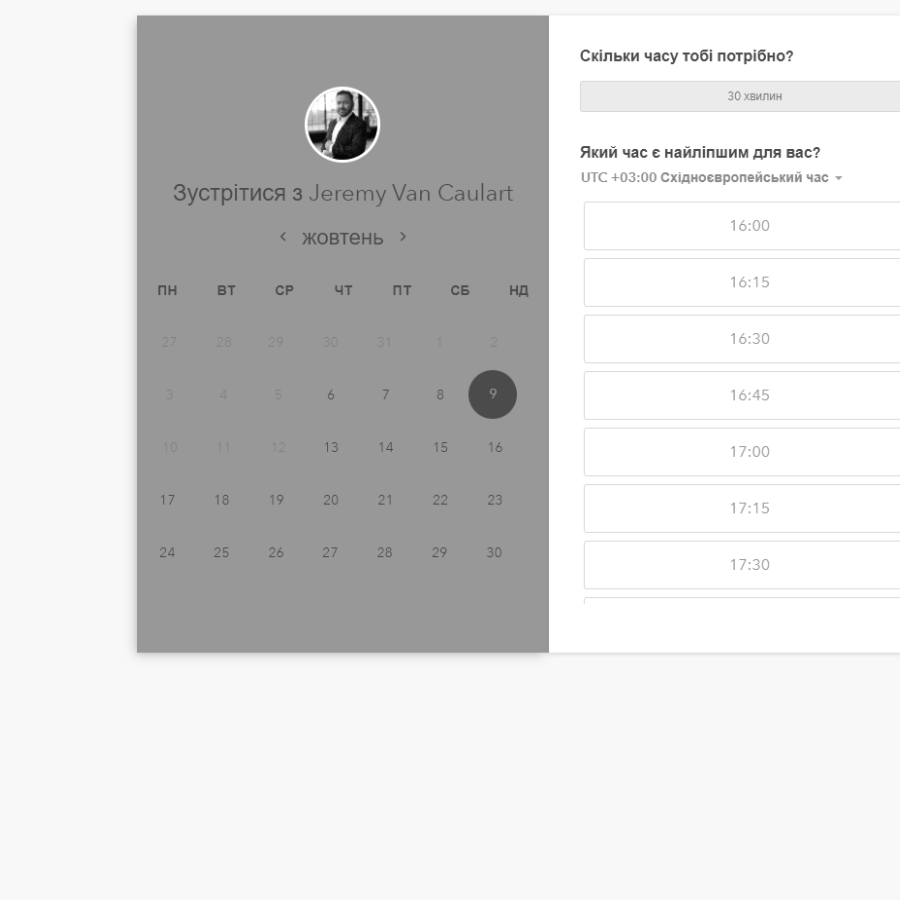 Зустрітися з Jeremy Van Caulart
жовтень
ПН ВТ СР ЧТ ПТ СБ НД
27 28 29 30 31 1 2
3 4 5 6 7 8 9
10 11 12 13 14 15 16
17 18 19 20 21 22 23
24 25 26 27 28 29 30
Скільки часу тобі потрібно?
30 хвилин
Який час є найліпшим для вас?
UTC +03:00 Східноєвропейський час
16:00
16:15
16:30
16:45
17:00
17:15
17:30